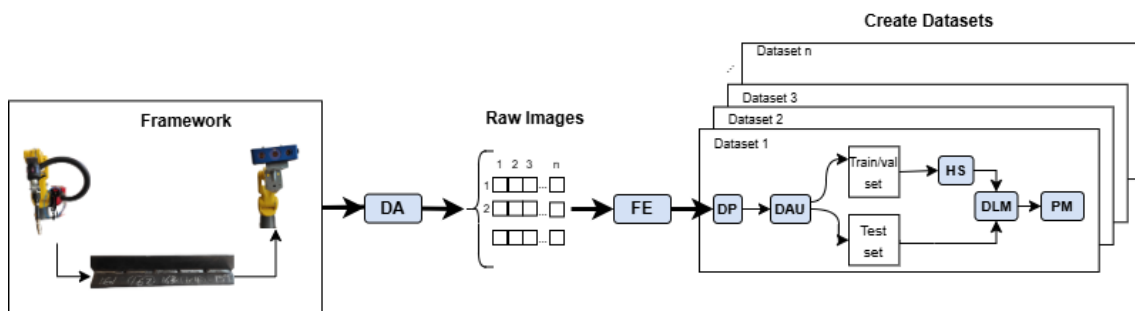 Create Datasets
Dataset n
Dataset 3
Dataset 2
Dataset 1
Framework
Raw Images
1 2 3 n
1 ...
2 ...
...
DA
FE
DP
DAU
Train/val
set
Test
set
HS
DLM
PM